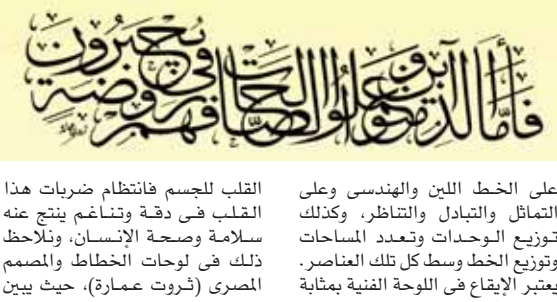 فأما الذين آمنوا وعملوا الصالحات فهم في روضة يحبرون
على الخط اللين والهندسى وعلى
التماثل والتبادل والتناظر، وكذلك
توزيع الوحدات وتعدد المساحات
وتوزيع الخط وسط كل تلك العناصر.
يعتبر الإيقاع فى اللوحة الفنية بمثابة
القلب للجسم فانتظام ضربات هذا
القلب فى دقة وتناغم ينتج عنه
سلامة وصحة الإنسان، ونلاحظ
ذلك فى لوحات الخطاط والمصمم
المصرى (ثروت عمارة)، حيث يبين